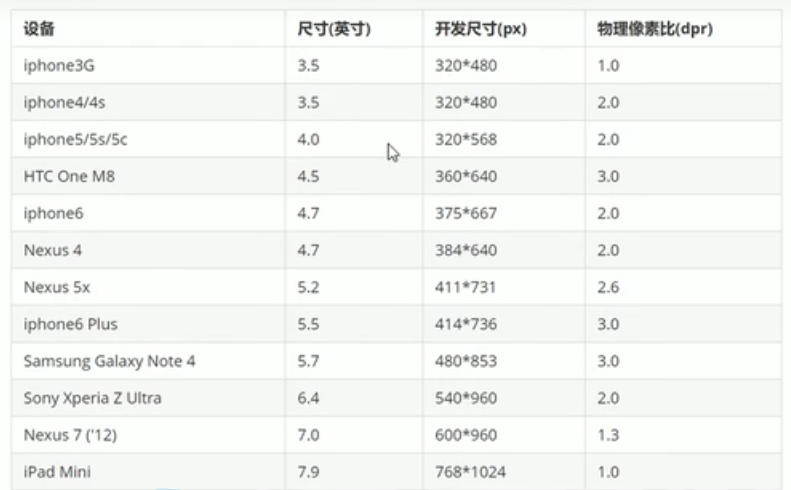 设备 尺寸(英寸) 开发尺寸(px) 物理像素比(dpr)
iphone3G 3.5 320*480 1.0
iphone4/4s 3.5 320*480 2.0
iphone5/5s/5c 4.0 320*568 2.0
HTC One M8 4.5 360*640 3.0
iphone6 4.7 375*667 2.0
Nexus 4 4.7 384*640 2.0
Nexus 5x 5.2 411*731 2.6
iphone6 Plus 5.5 414*736 3.0
Samsung Galaxy Note 4 5.7 480*853 3.0
Sony Xperia Z Ultra 6.4 540*960 2.0
Nexus 7 ('12) 7.0 600*960 1.3
iPad Mini 7.9 768*1024 1.0